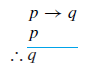 p → q
p
∴ q